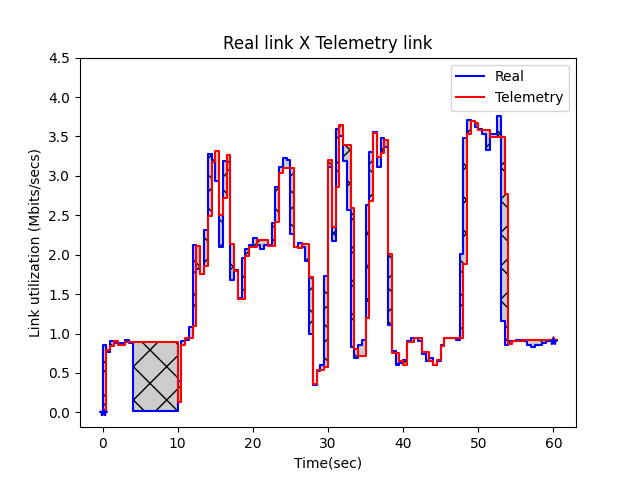 Real link X Telemetry link
Real
Telemetry
Link utilization (Mbits/secs)
4.5
4.0
3.5
3.0
2.5
2.0
1.5
1.0
0.5
0.0
0 10 20 30 40 50 60
Time(sec)